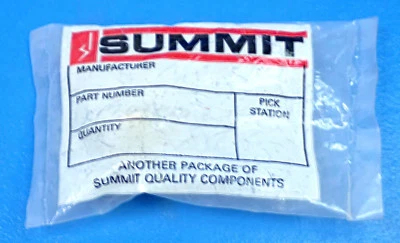 SUMMIT
MANUFACTURER
PART NUMBER
PICK
STATION
QUANTITY
ANOTHER PACKAGE OF
SUMMIT QUALITY COMPONENTS